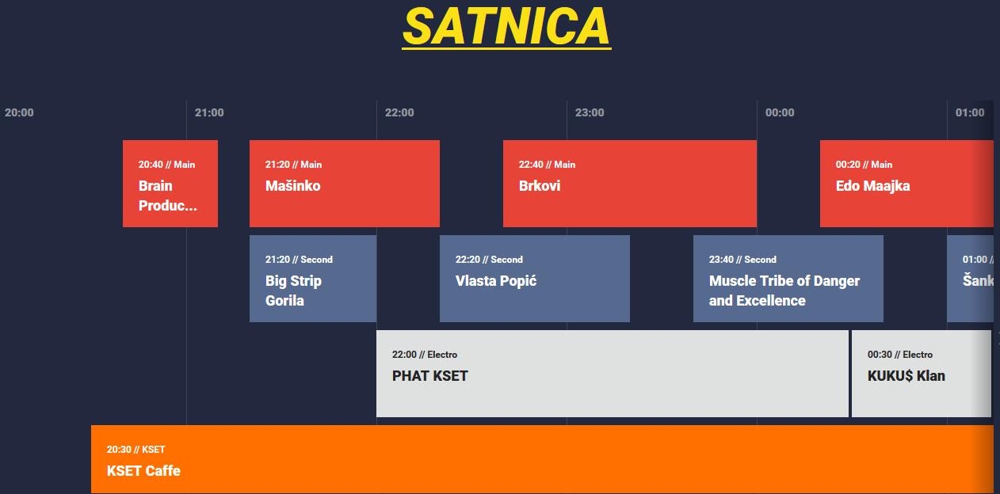 SATNICA
20:00 21:00 22:00 23:00 00:00 01:00
20:40 // Main
Brain
Produc...
21:20 // Main
Mašinko
22:40 // Main
Brkovi
00:20 // Main
Edo Maajka
21:20 // Second
Big Strip
Gorila
22:20 // Second
Vlasta Popić
23:40 // Second
Muscle Tribe of Danger
and Excellence
01:00 //
Šank
22:00 // Electro
PHAT KSET
00:30 // Electro
KUKU$ Klan
20:30 // KSET
KSET Caffe